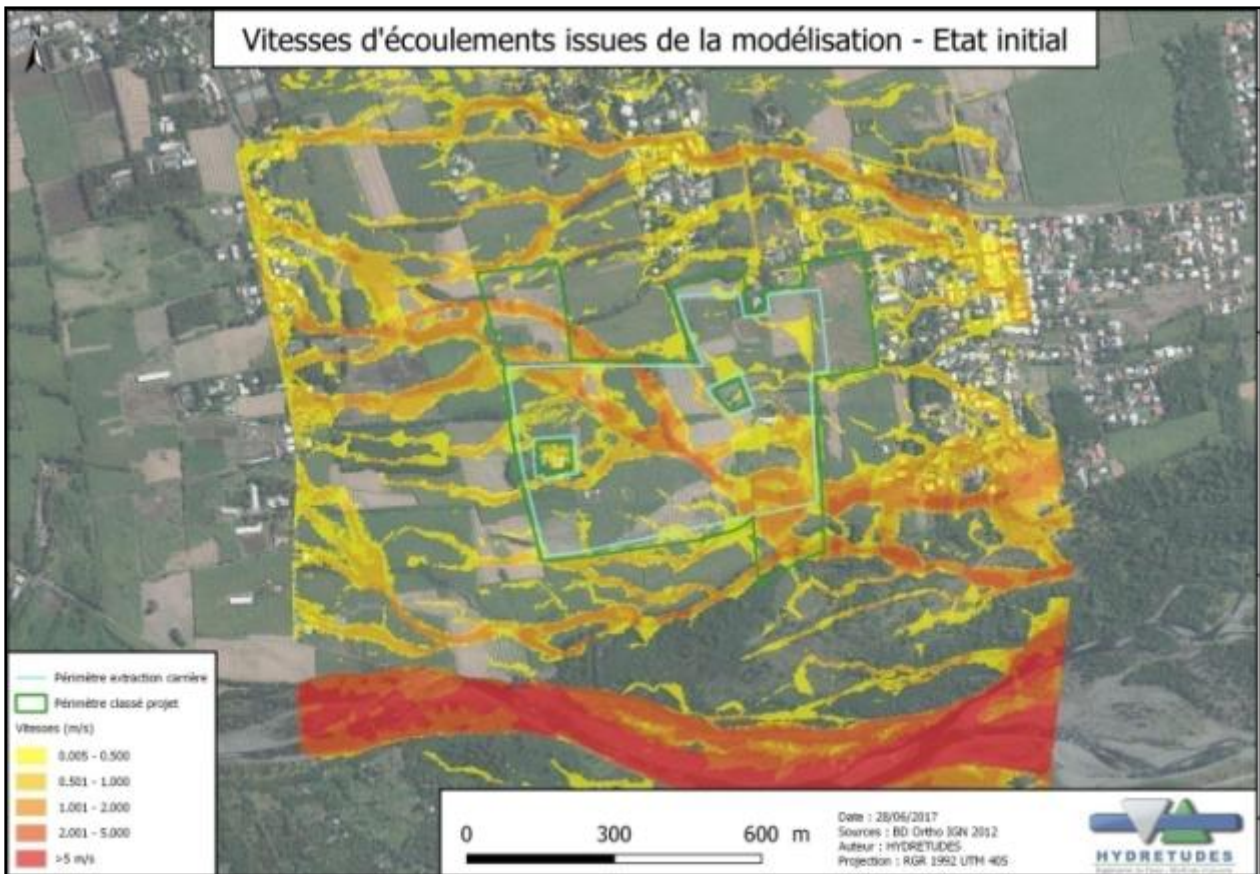 Vitesses d'écoulements issues de la modélisation - Etat initial
Périmètre extraction carrière
Périmètre classé projet
Vitesses (m/s)
0.005 - 0.500
0.501 - 1.000
1.001 - 2.000
2.001 - 5.000
>5 m/s
0 300 600 m
Date : 28/06/2017
Sources : BD Ortho IGN 2012
Auteur : HYDRETUDES
Projection : RGR 1992 UTM 40S
HYDRETUDES